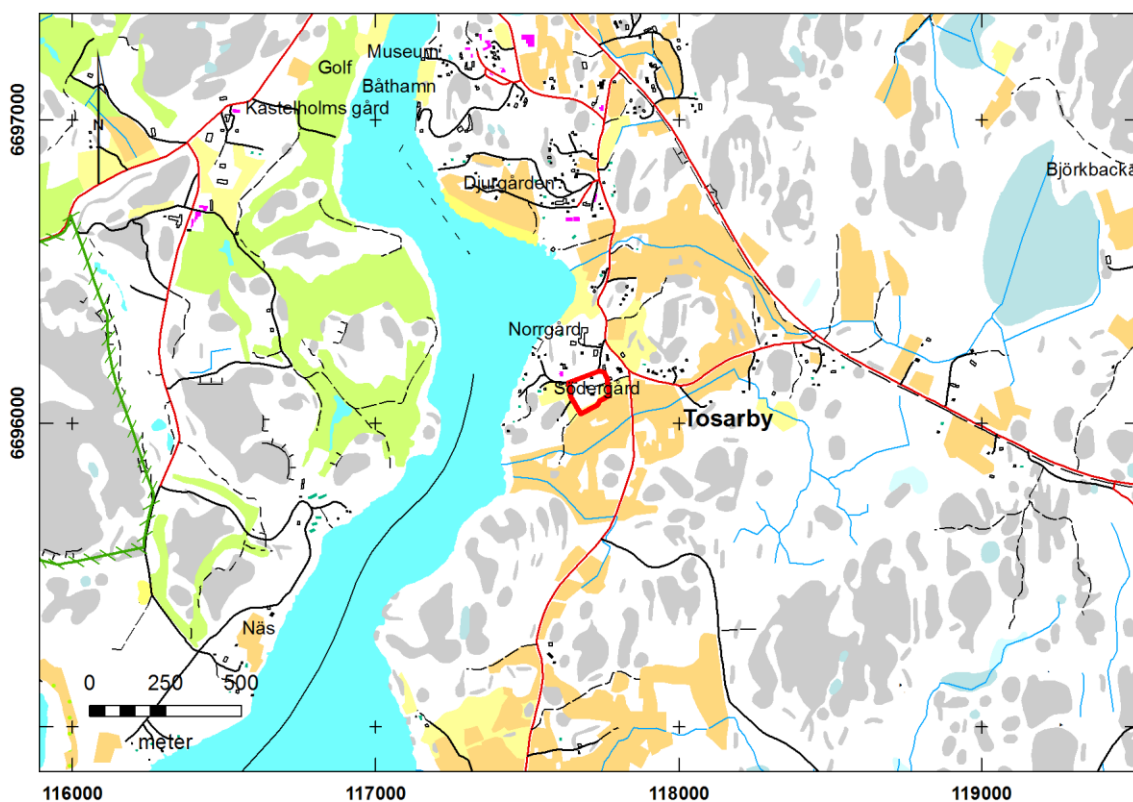 Museum
Golf
Båthamn
Kastelholms gård
N
Djurgården
Björkbacka
Norrgård
Södergård
Tosarby
Näs
0 250 500
meter
6697000
6696000
116000 117000 118000 119000